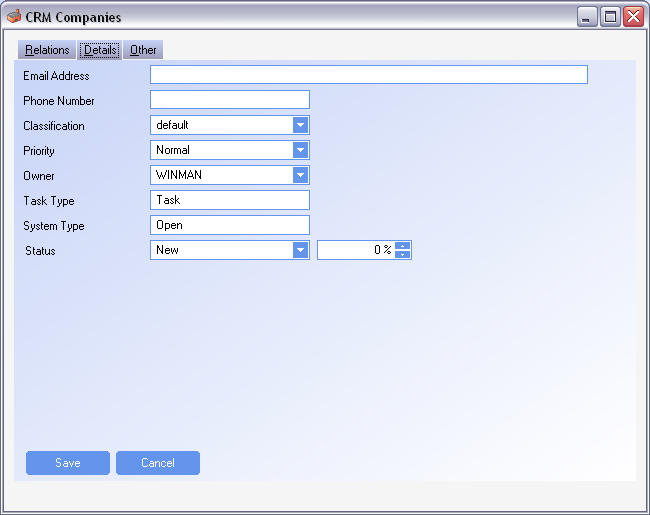 CRM Companies
Relations Details Other
Email Address
Phone Number
Classification default
Priority Normal
Owner WINMAN
Task Type Task
System Type Open
Status New 0 %
Save Cancel